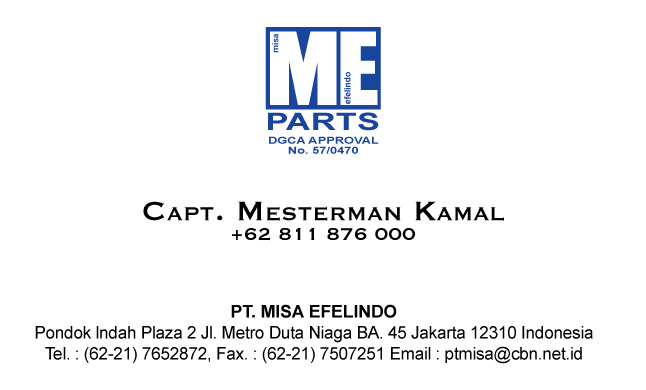 misa
ME
efelindo
PARTS
DGCA APPROVAL
No. 57/0470
CAPT. MESTERMAN KAMAL
+62 811 876 000
PT. MISA EFELINDO
Pondok Indah Plaza 2 Jl. Metro Duta Niaga BA. 45 Jakarta 12310 Indonesia
Tel. : (62-21) 7652872, Fax. : (62-21) 7507251 Email : ptmisa@cbn.net.id